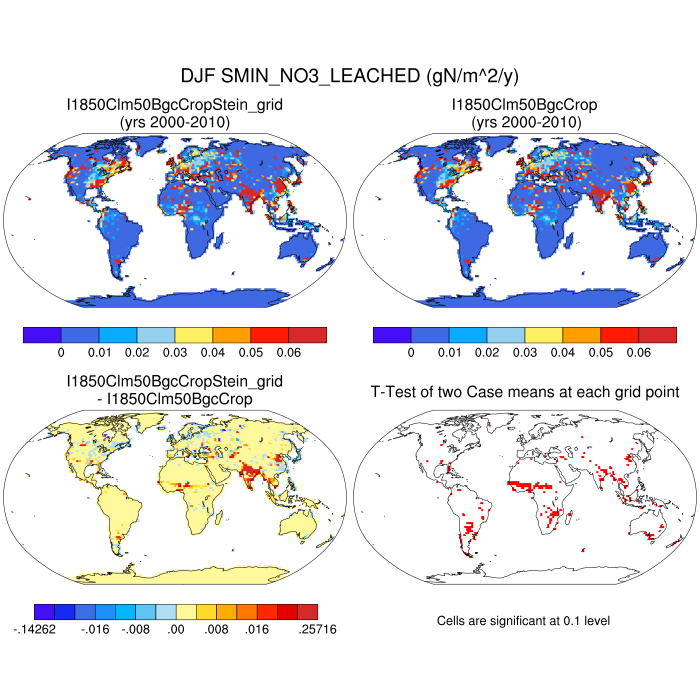 DJF SMIN_NO3_LEACHED (gN/m^2/y)
I1850Clm50BgcCropStein_grid
(yrs 2000-2010)
I1850Clm50BgcCrop
(yrs 2000-2010)
0 0.01 0.02 0.03 0.04 0.05 0.06
0 0.01 0.02 0.03 0.04 0.05 0.06
I1850Clm50BgcCropStein_grid
- I1850Clm50BgcCrop
T-Test of two Case means at each grid point
-.14262 -.016 -.008 .00 .008 .016 .25716
Cells are significant at 0.1 level